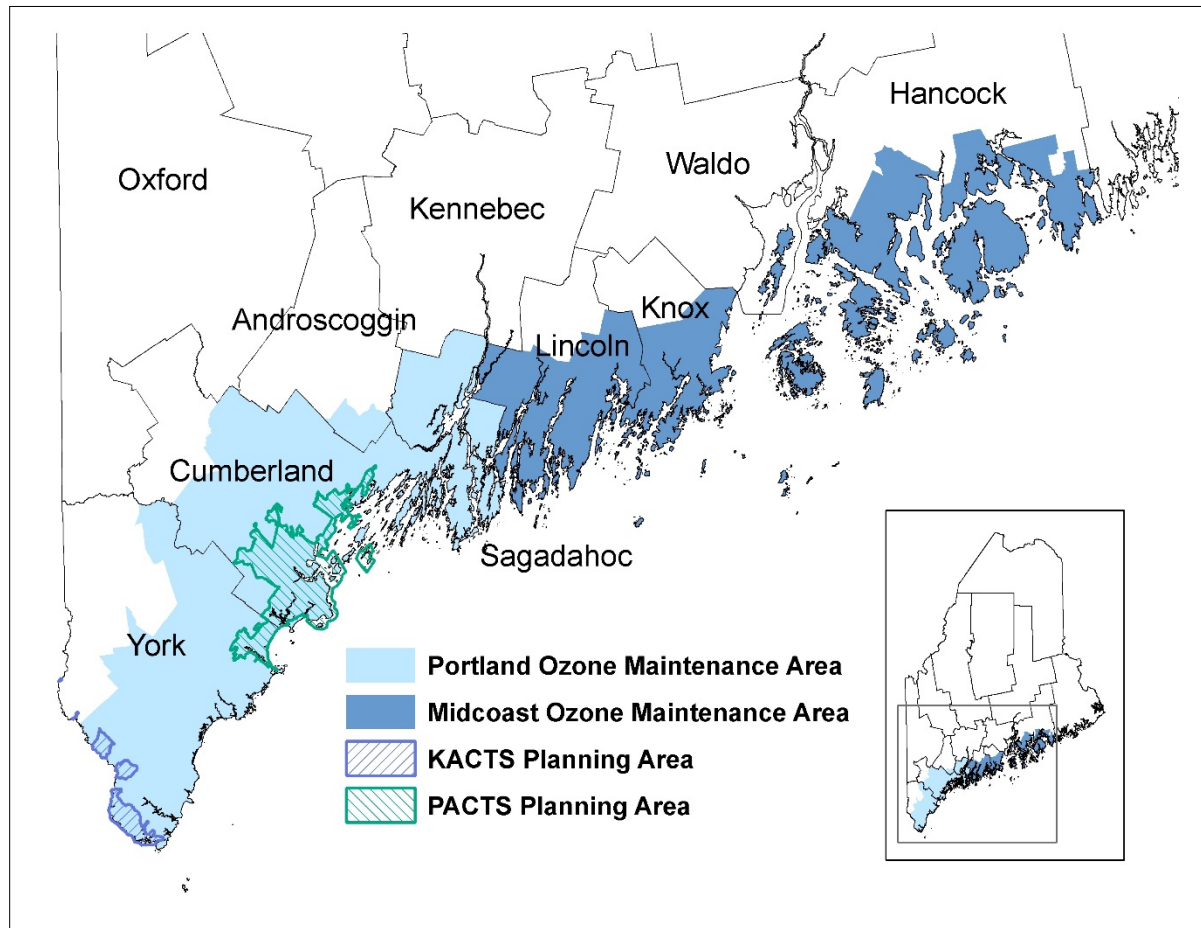 Hancock
Waldo
Oxford
Kennebec
Knox
Androscoggin
Lincoln
Cumberland
Sagadahoc
York
Portland Ozone Maintenance Area
Midcoast Ozone Maintenance Area
KACTS Planning Area
PACTS Planning Area